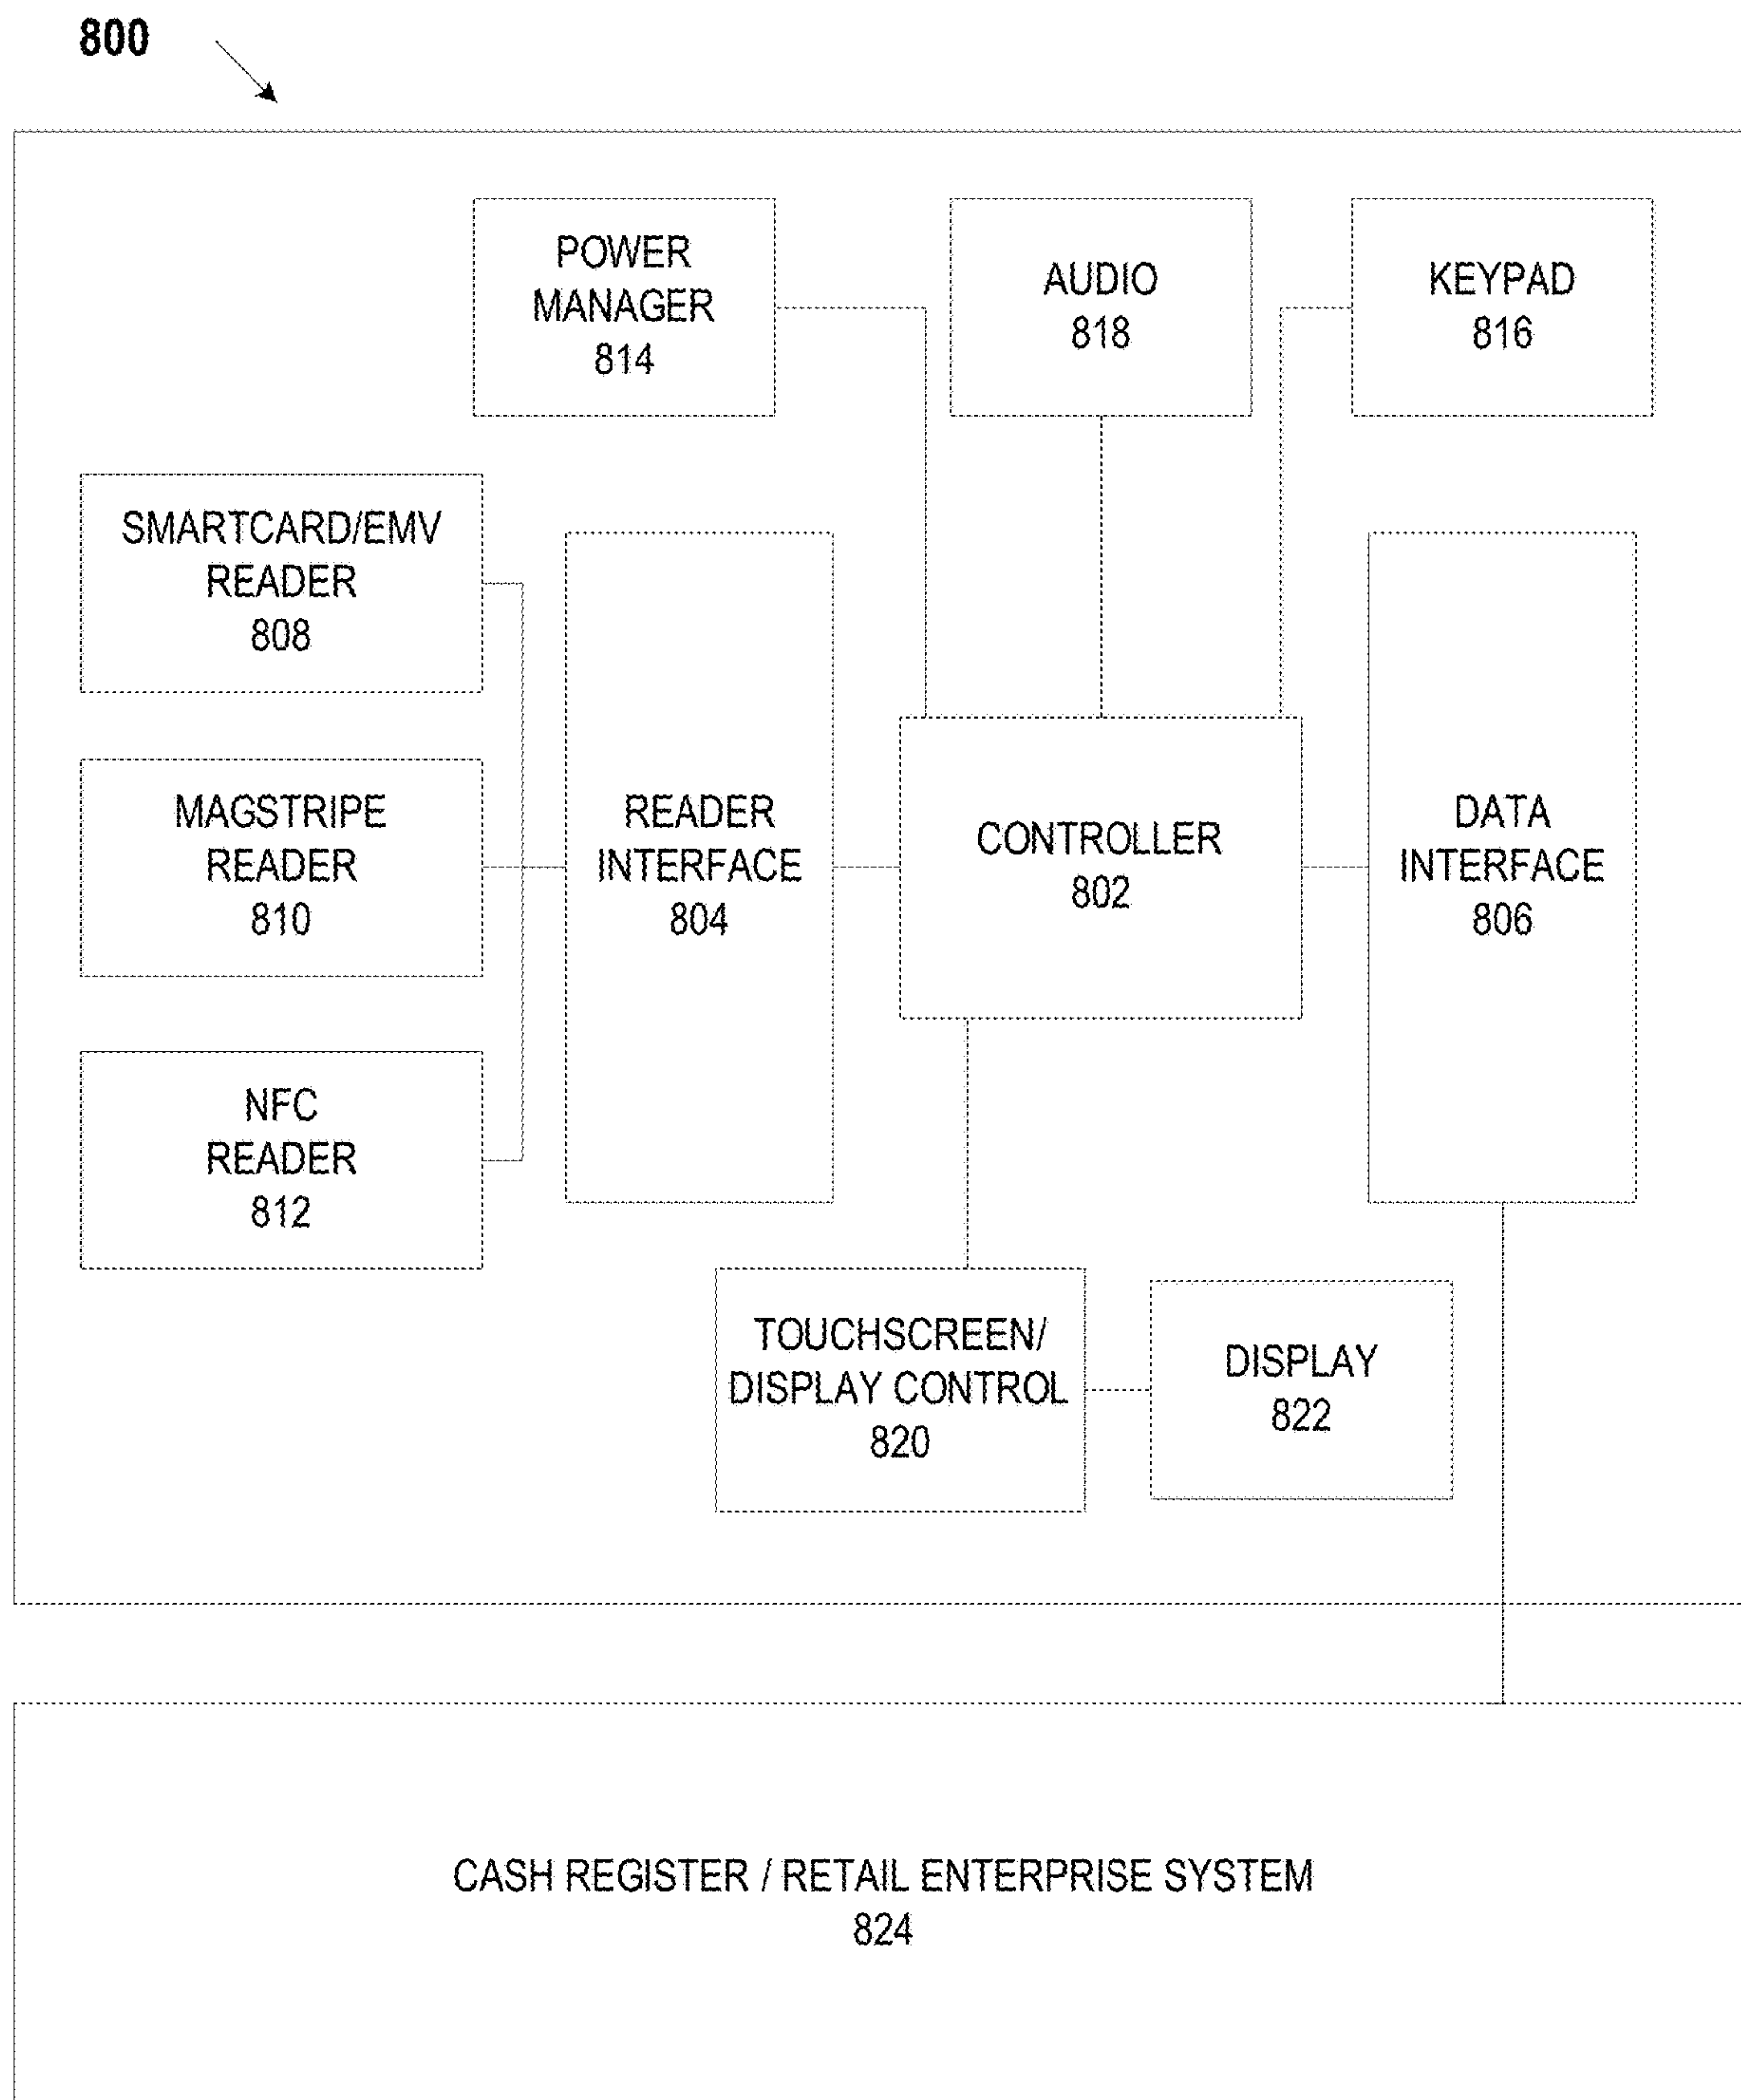 800
POWER
MANAGER
814
AUDIO
818
KEYPAD
816
SMARTCARD/EMV
READER
808
MAGSTRIPE
READER
810
NFC
READER
812
READER
INTERFACE
804
CONTROLLER
802
DATA
INTERFACE
806
TOUCHSCREEN/
DISPLAY CONTROL
820
DISPLAY
822
CASH REGISTER / RETAIL ENTERPRISE SYSTEM
824